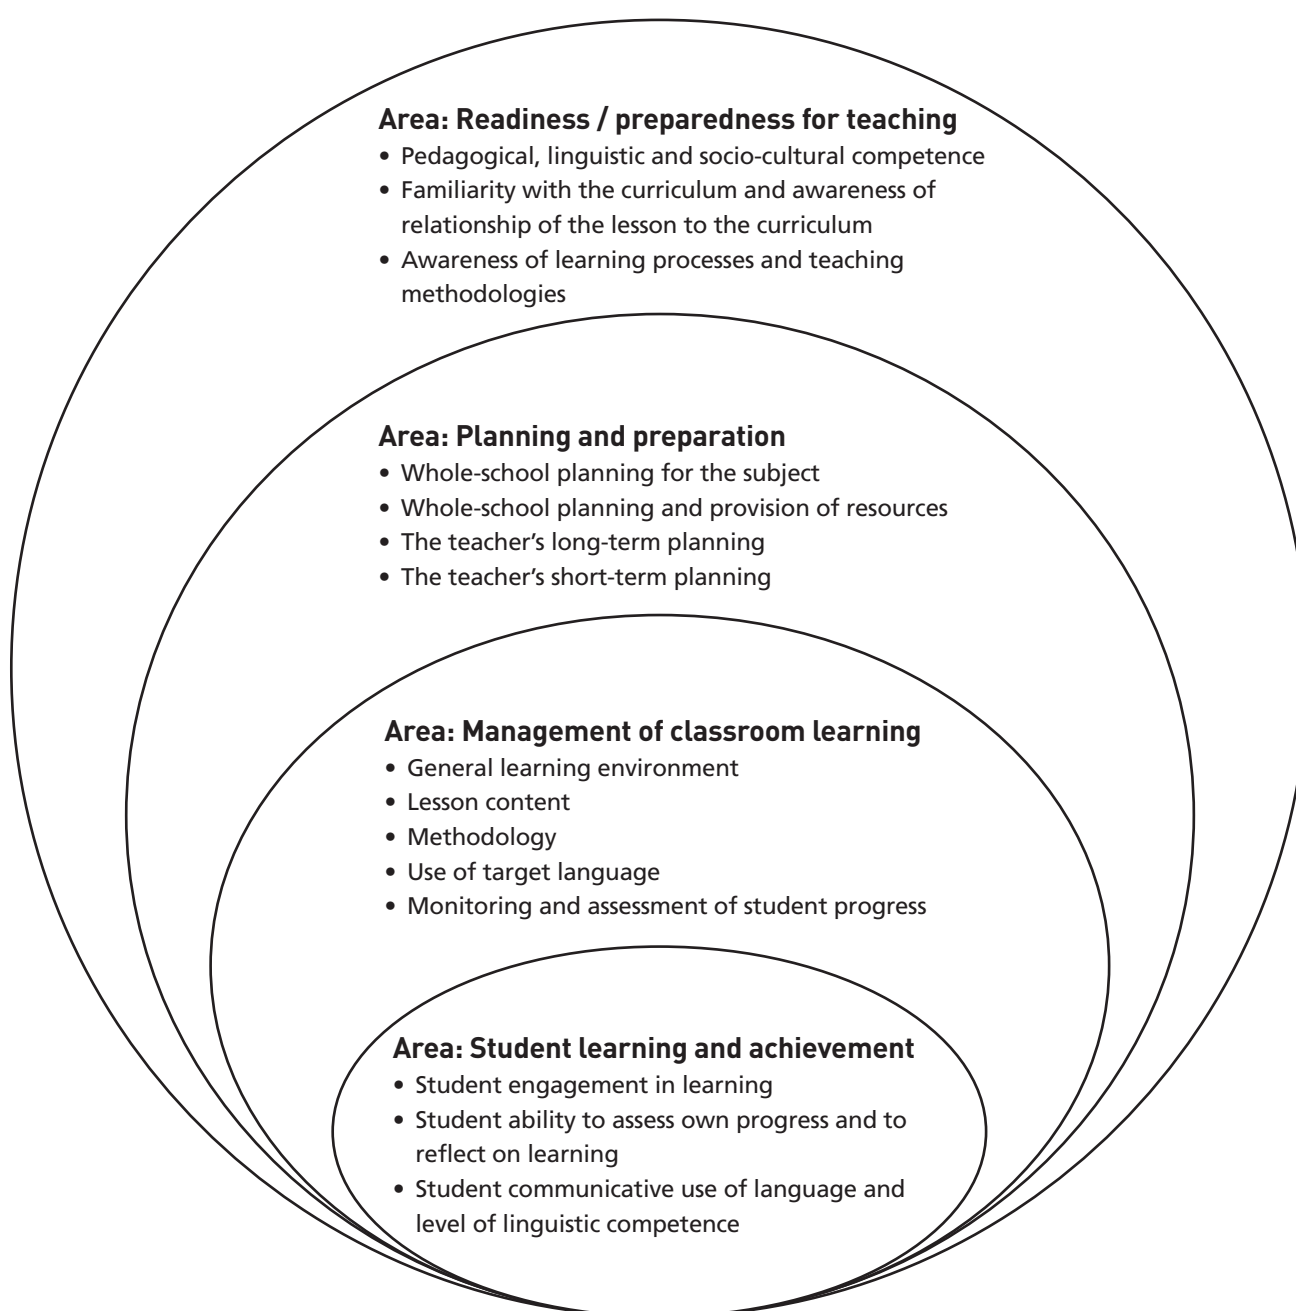 Area: Readiness / preparedness for teaching
• Pedagogical, linguistic and socio-cultural competence
• Familiarity with the curriculum and awareness of
relationship of the lesson to the curriculum
• Awareness of learning processes and teaching
methodologies
Area: Planning and preparation
• Whole-school planning for the subject
• Whole-school planning and provision of resources
• The teacher’s long-term planning
• The teacher’s short-term planning
Area: Management of classroom learning
• General learning environment
• Lesson content
• Methodology
• Use of target language
• Monitoring and assessment of student progress
Area: Student learning and achievement
• Student engagement in learning
• Student ability to assess own progress and to
reflect on learning
• Student communicative use of language and
level of linguistic competence